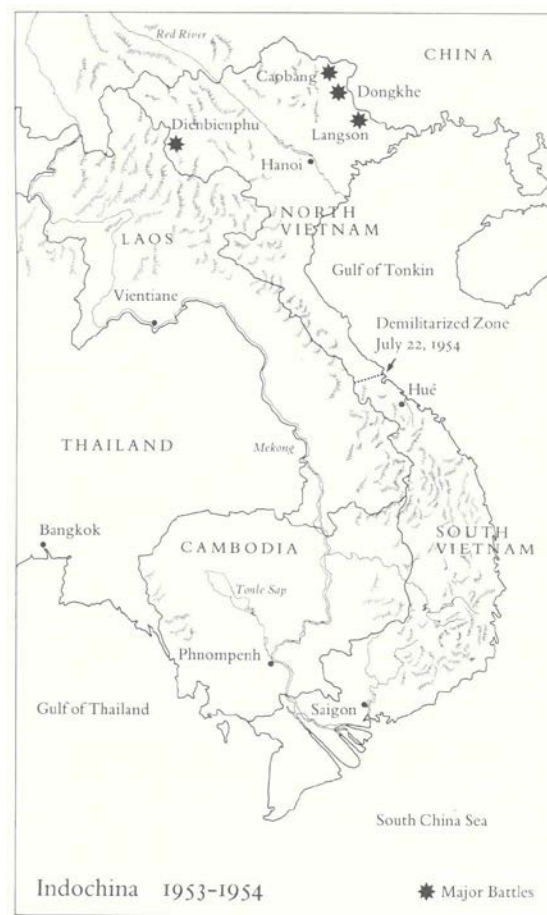 Red River
CHINA
Caobang
Dongkhe
Dienbienphu
Langson
Hanoi
NORTH
VIETNAM
LAOS
Gulf of Tonkin
Vientiane
Demilitarized Zone
July 22, 1954
Hué
THAILAND
Mekong
Bangkok
CAMBODIA
SOUTH
VIETNAM
Tonle Sap
Phnompenh
Gulf of Thailand
Saigon
South China Sea
Indochina 1953-1954
Major Battles